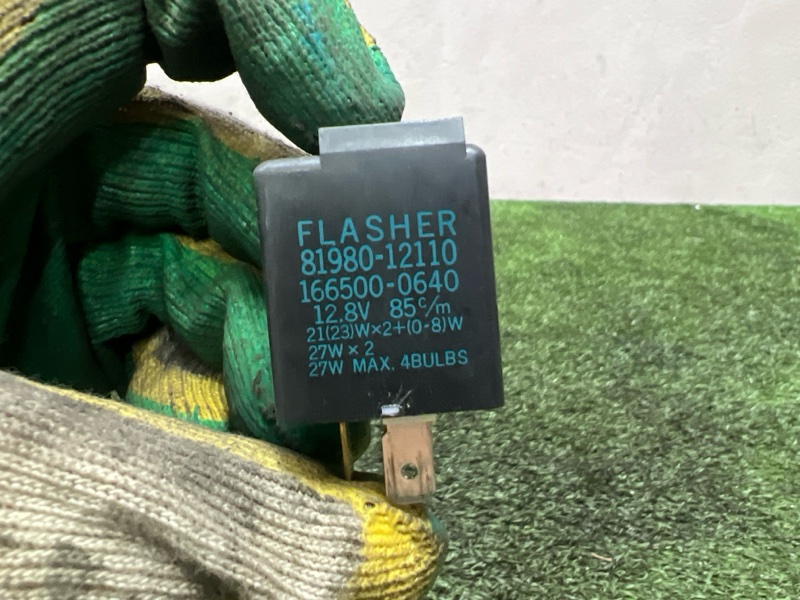 FLASHER
81980-12110
166500-0640
12.8V 85c/m
21(23)W×2+(0-8)W
27W×2
27W MAX. 4BULBS